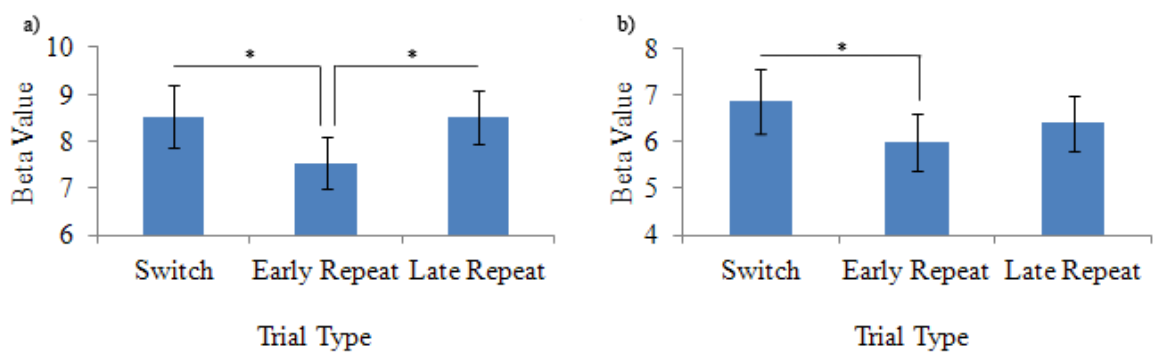 a)
Beta Value
10
9
8
7
6
*
*
Switch Early Repeat Late Repeat
Trial Type
b)
Beta Value
8
7
6
5
4
*
Switch Early Repeat Late Repeat
Trial Type